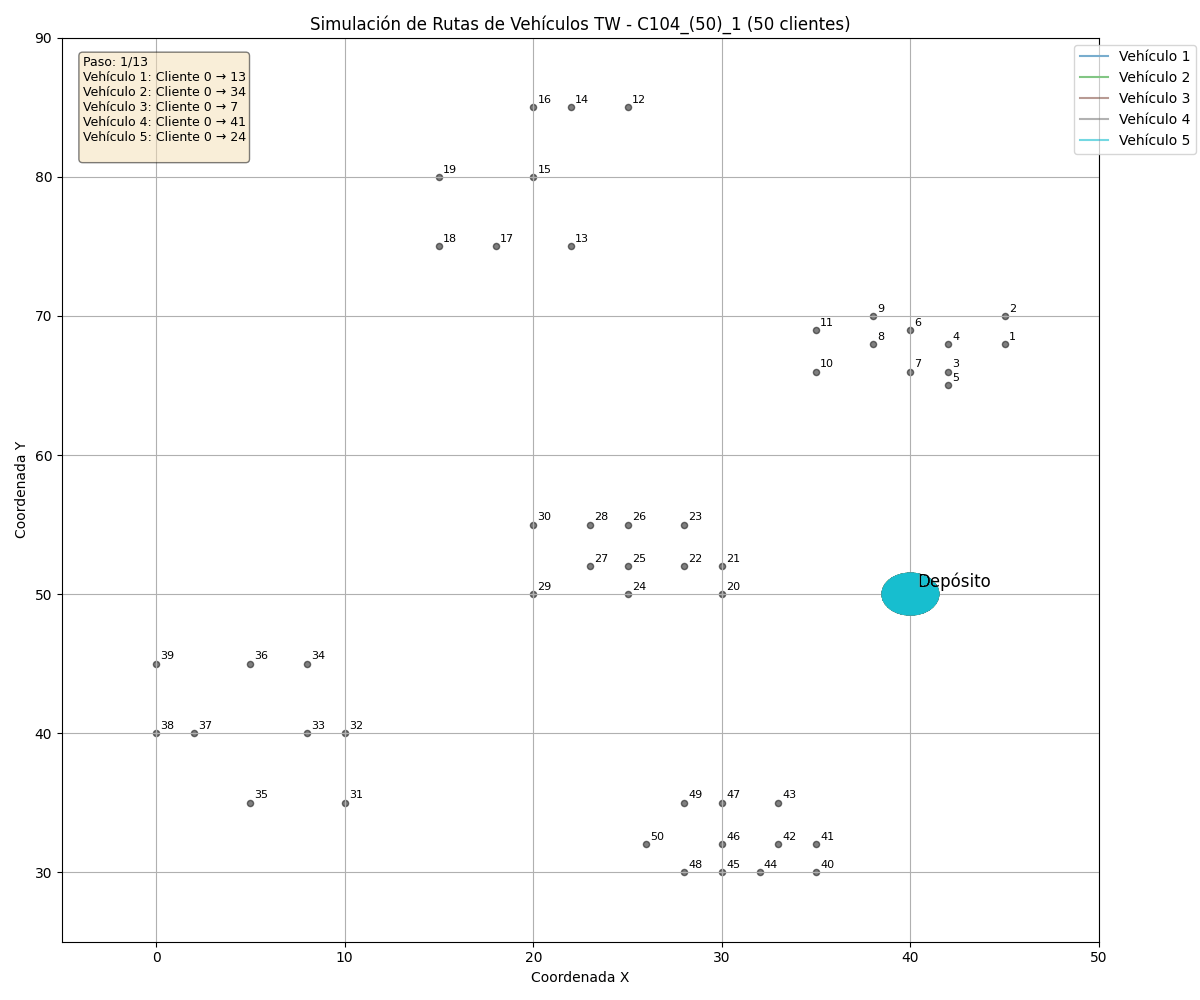 Simulación de Rutas de Vehículos TW - C104_(50)_1 (50 clientes)
Paso: 1/13
Vehículo 1: Cliente 0 → 13
Vehículo 2: Cliente 0 → 34
Vehículo 3: Cliente 0 → 7
Vehículo 4: Cliente 0 → 41
Vehículo 5: Cliente 0 → 24
Vehículo 1
Vehículo 2
Vehículo 3
Vehículo 4
Vehículo 5
90
80
70
60
50
40
30
Coordenada Y
16 14 12
19 15
18 17 13
9 2
11 6
8 4 1
10 7 3
5
30 28 26 23
27 25 22 21
29 24 20
Depósito
39 36 34
38 37 33 32
35 31
49 47 43
50 46 42 41
48 45 44 40
0 10 20 30 40 50
Coordenada X